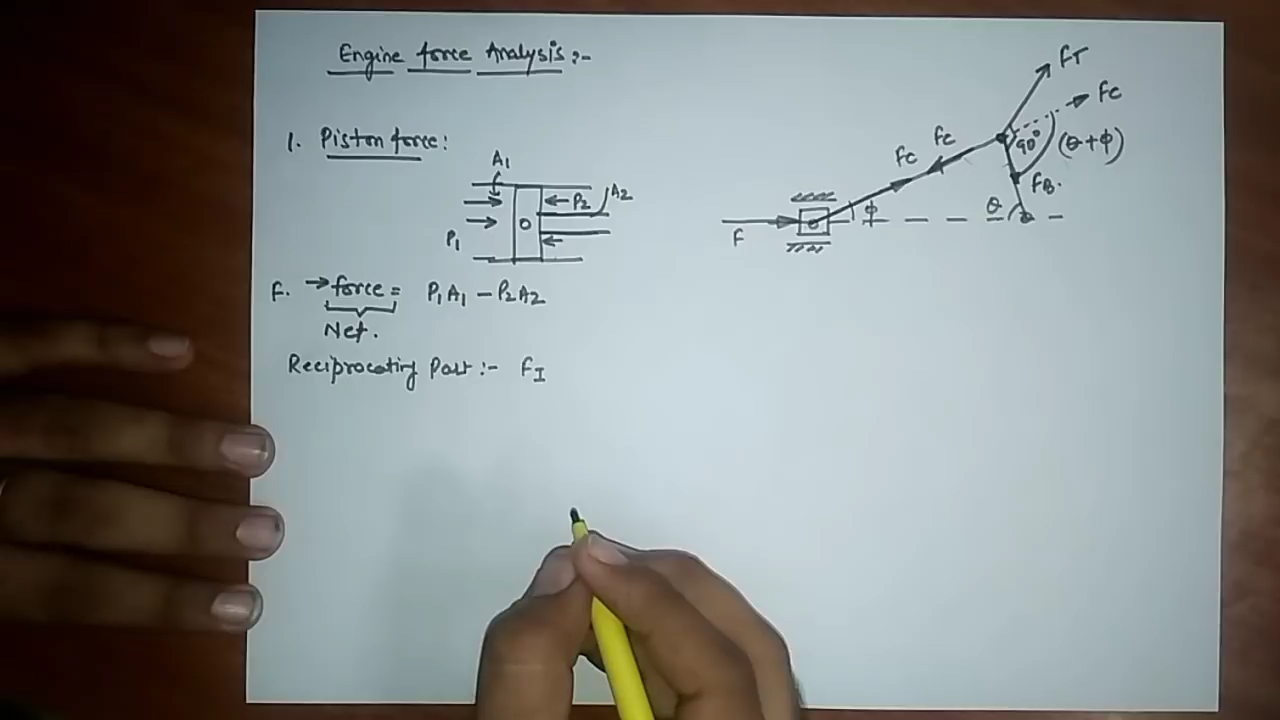 Engine force Analysis :-
1. Piston force:
A1
P2
A2
P1
F. → force = P1A1 - P2A2
Net.
Reciprocating Part :- FI
FT
Fc
Fc
Fc
90°
(θ+ϕ)
FB.
θ
ϕ
F